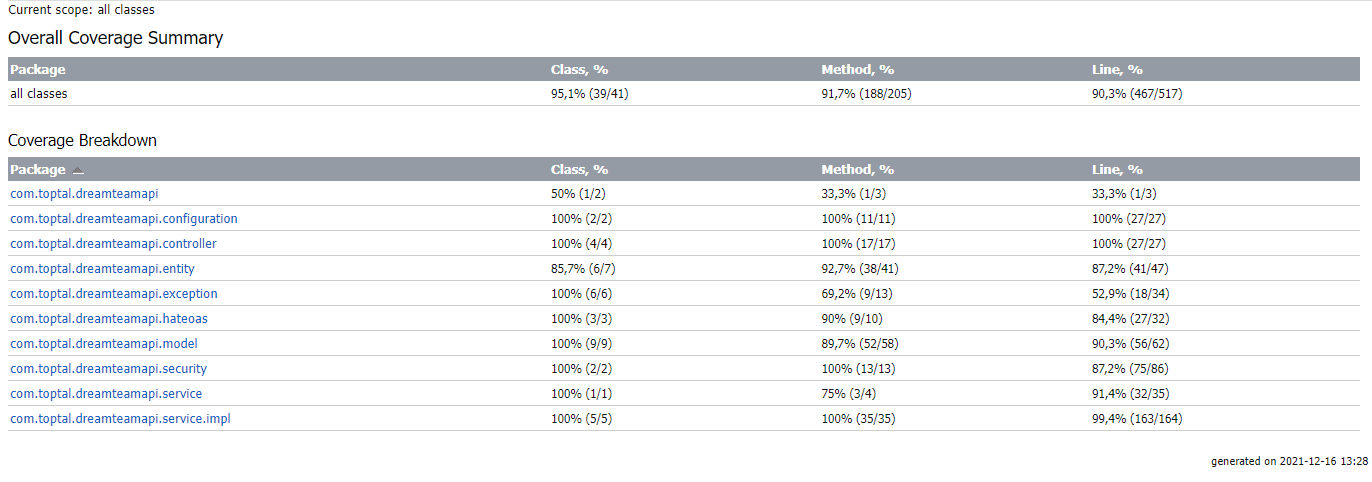 Current scope: all classes
Overall Coverage Summary
Package Class, % Method, % Line, %
all classes 95,1% (39/41) 91,7% (188/205) 90,3% (467/517)
Coverage Breakdown
Package Class, % Method, % Line, %
com.toptal.dreamteamapi 50% (1/2) 33,3% (1/3) 33,3% (1/3)
com.toptal.dreamteamapi.configuration 100% (2/2) 100% (11/11) 100% (27/27)
com.toptal.dreamteamapi.controller 100% (4/4) 100% (17/17) 100% (27/27)
com.toptal.dreamteamapi.entity 85,7% (6/7) 92,7% (38/41) 87,2% (41/47)
com.toptal.dreamteamapi.exception 100% (6/6) 69,2% (9/13) 52,9% (18/34)
com.toptal.dreamteamapi.hateoas 100% (3/3) 90% (9/10) 84,4% (27/32)
com.toptal.dreamteamapi.model 100% (9/9) 89,7% (52/58) 90,3% (56/62)
com.toptal.dreamteamapi.security 100% (2/2) 100% (13/13) 87,2% (75/86)
com.toptal.dreamteamapi.service 100% (1/1) 75% (3/4) 91,4% (32/35)
com.toptal.dreamteamapi.service.impl 100% (5/5) 100% (35/35) 99,4% (163/164)
generated on 2021-12-16 13:28